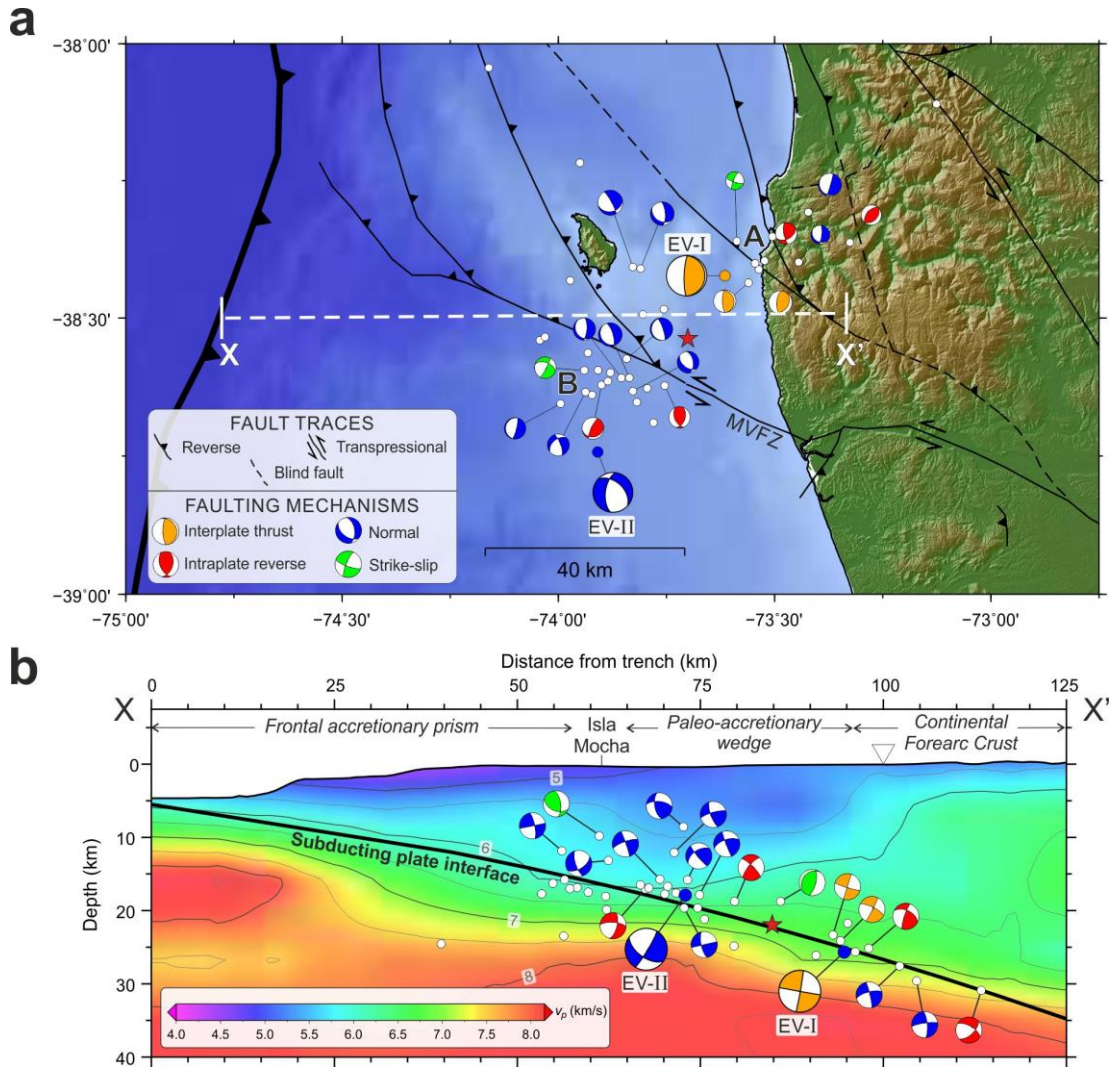 a
−38°00'
−38°30'
−39°00'
−75°00'
−74°30'
−74°00'
−73°30'
−73°00'
A
EV-I
X
X'
B
MVFZ
EV-II
40 km
FAULT TRACES
Reverse
Transpressional
Blind fault
FAULTING MECHANISMS
Interplate thrust
Normal
Intraplate reverse
Strike-slip
b
Distance from trench (km)
X
0
25
50
75
100
125
X'
Frontal accretionary prism
Isla
Mocha
Paleo-accretionary
wedge
Continental
Forearc Crust
Depth (km)
0
10
20
30
40
5
6
7
8
Subducting plate interface
EV-II
EV-I
4.0 4.5 5.0 5.5 6.0 6.5 7.0 7.5 8.0
vp (km/s)